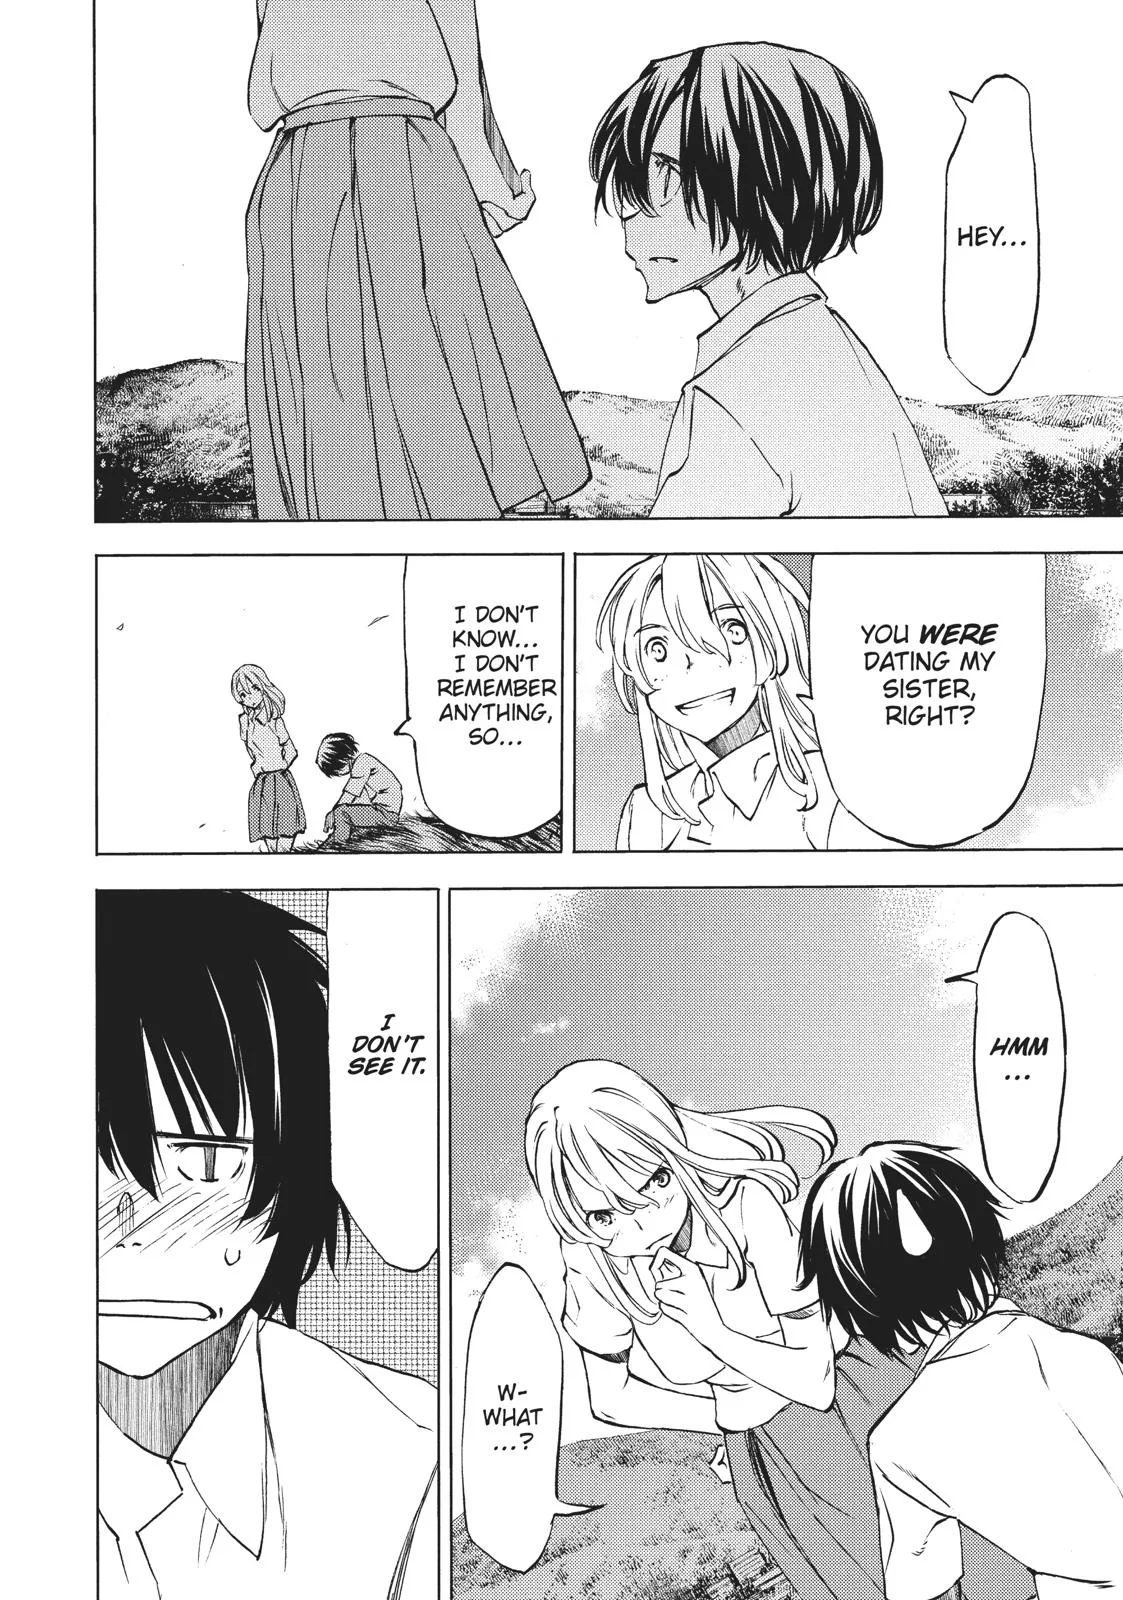 HEY...
YOU WERE
DATING MY
SISTER,
RIGHT?
I DON'T
KNOW...
I DON'T
REMEMBER
ANYTHING,
SO...
HMM
...
W-
WHAT
...?
I
DON'T
SEE IT.